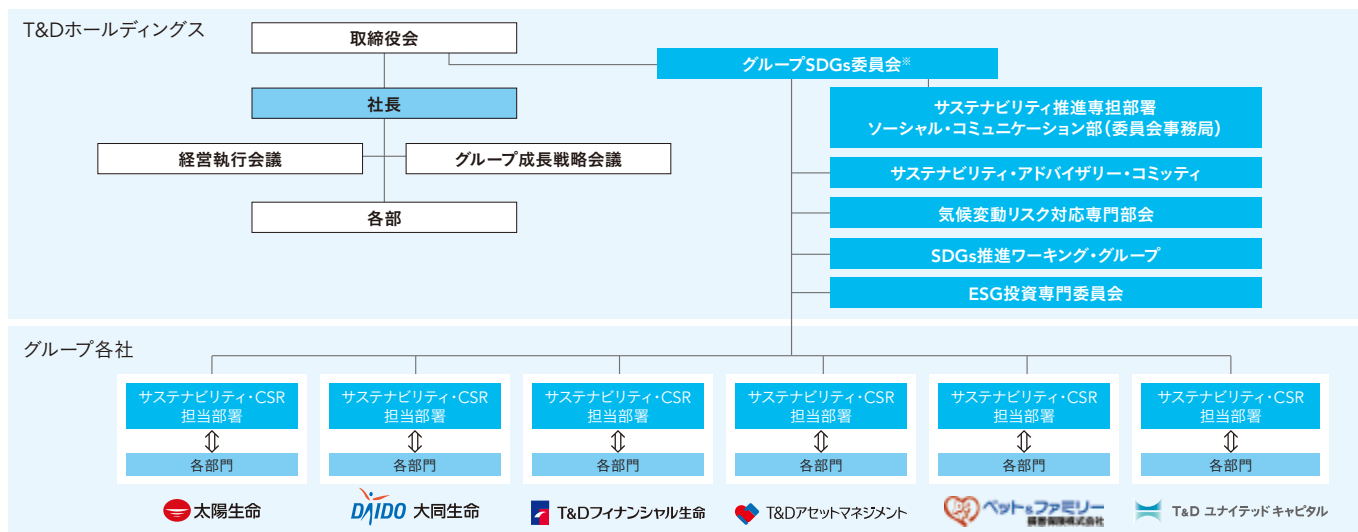 T&Dホールディングス
取締役会
グループSDGs委員会※
社長
サステナビリティ推進専担部署
ソーシャル・コミュニケーション部(委員会事務局)
経営執行会議
グループ成長戦略会議
サステナビリティ・アドバイザリー・コミッティ
各部
気候変動リスク対応専門部会
SDGs推進ワーキング・グループ
ESG投資専門委員会
グループ各社
サステナビリティ・CSR
担当部署
各部門
太陽生命
サステナビリティ・CSR
担当部署
各部門
DAIDO 大同生命
サステナビリティ・CSR
担当部署
各部門
T&Dフィナンシャル生命
サステナビリティ・CSR
担当部署
各部門
T&Dアセットマネジメント
サステナビリティ・CSR
担当部署
各部門
ペット&ファミリー
損害保険株式会社
サステナビリティ・CSR
担当部署
各部門
T&D ユナイテッドキャピタル